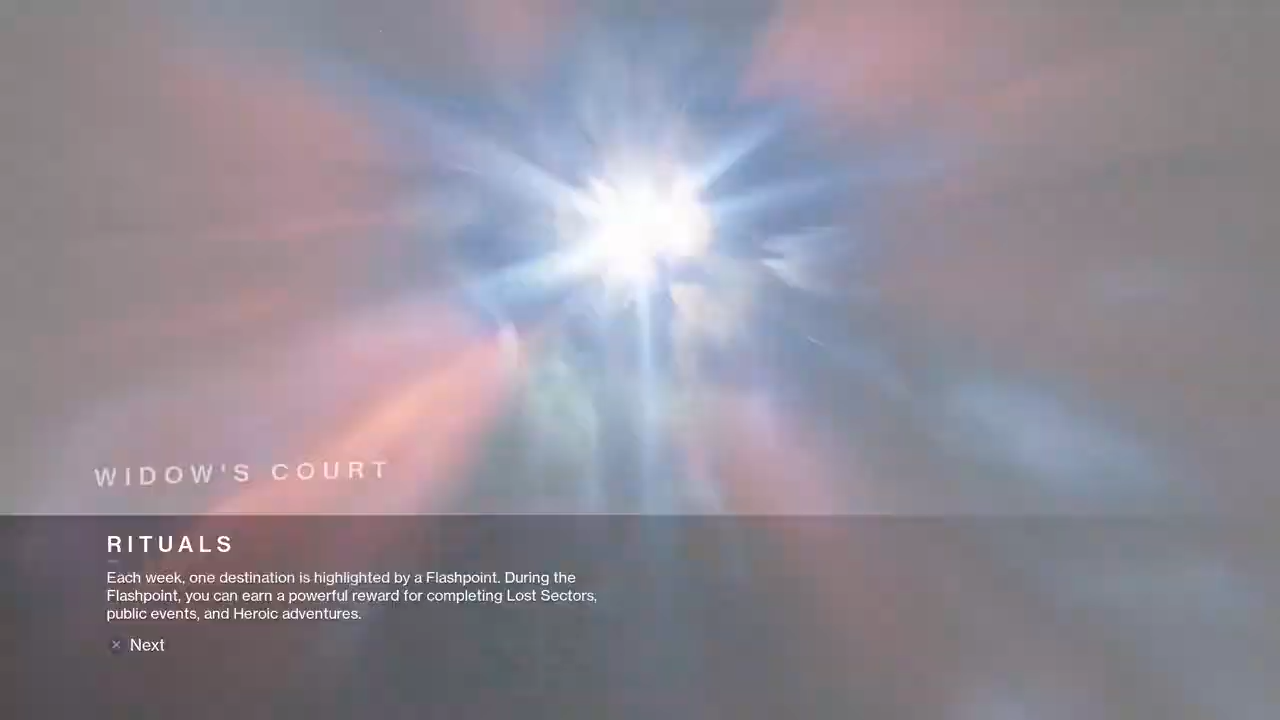 WIDOW'S COURT
RITUALS
Each week, one destination is highlighted by a Flashpoint. During the
Flashpoint, you can earn a powerful reward for completing Lost Sectors,
public events, and Heroic adventures.
Next